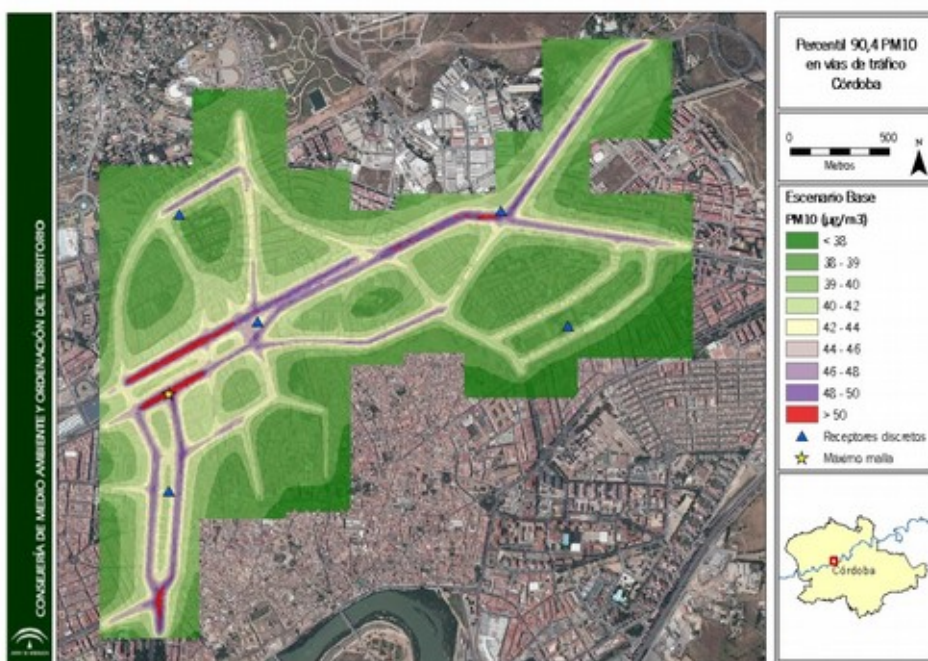 CONSEJERÍA DE MEDIO AMBIENTE Y ORDENACIÓN DEL TERRITORIO
Percentil 90,4 PM10
en vías de tráfico
Córdoba
0 500
Metros
N
Escenario Base
PM10 (µg/m3)
< 38
38 - 39
39 - 40
40 - 42
42 - 44
44 - 46
46 - 48
48 - 50
> 50
Receptores discretos
Máximo malla
Córdoba